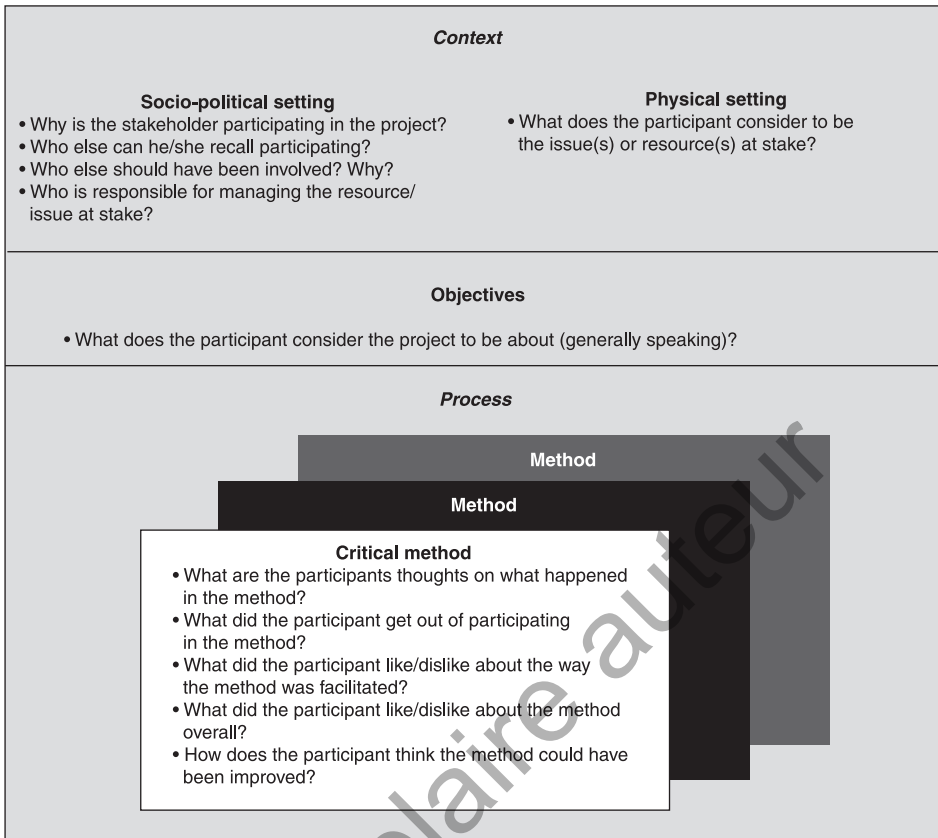 Context
Socio-political setting
• Why is the stakeholder participating in the project?
• Who else can he/she recall participating?
• Who else should have been involved? Why?
• Who is responsible for managing the resource/
issue at stake?
Physical setting
• What does the participant consider to be
the issue(s) or resource(s) at stake?
Objectives
• What does the participant consider the project to be about (generally speaking)?
Process
Method
Method
Critical method
• What are the participants thoughts on what happened
in the method?
• What did the participant get out of participating
in the method?
• What did the participant like/dislike about the way
the method was facilitated?
• What did the participant like/dislike about the method
overall?
• How does the participant think the method could have
been improved?
auteur